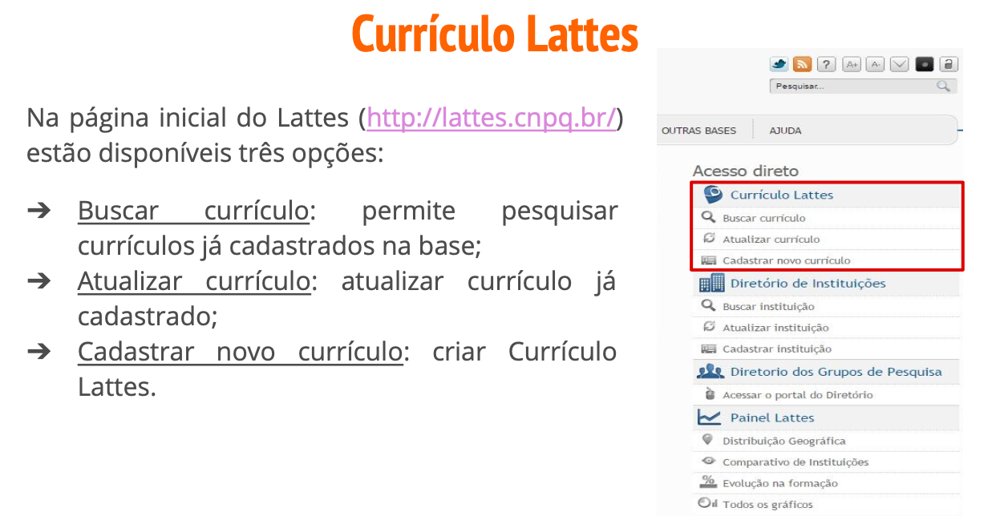 Currículo Lattes
Na página inicial do Lattes (http://lattes.cnpq.br/)
estão disponíveis três opções:
➔ Buscar currículo: permite pesquisar
currículos já cadastrados na base;
➔ Atualizar currículo: atualizar currículo já
cadastrado;
➔ Cadastrar novo currículo: criar Currículo
Lattes.
? A+ A-
Pesquisar...
OUTRAS BASES AJUDA
Acesso direto
Currículo Lattes
Buscar currículo
Atualizar currículo
Cadastrar novo currículo
Diretório de Instituições
Buscar instituição
Atualizar instituição
Cadastrar instituição
Diretorio dos Grupos de Pesquisa
Acessar o portal do Diretório
Painel Lattes
Distribuição Geográfica
Comparativo de Instituições
% Evolução na formação
Todos os gráficos